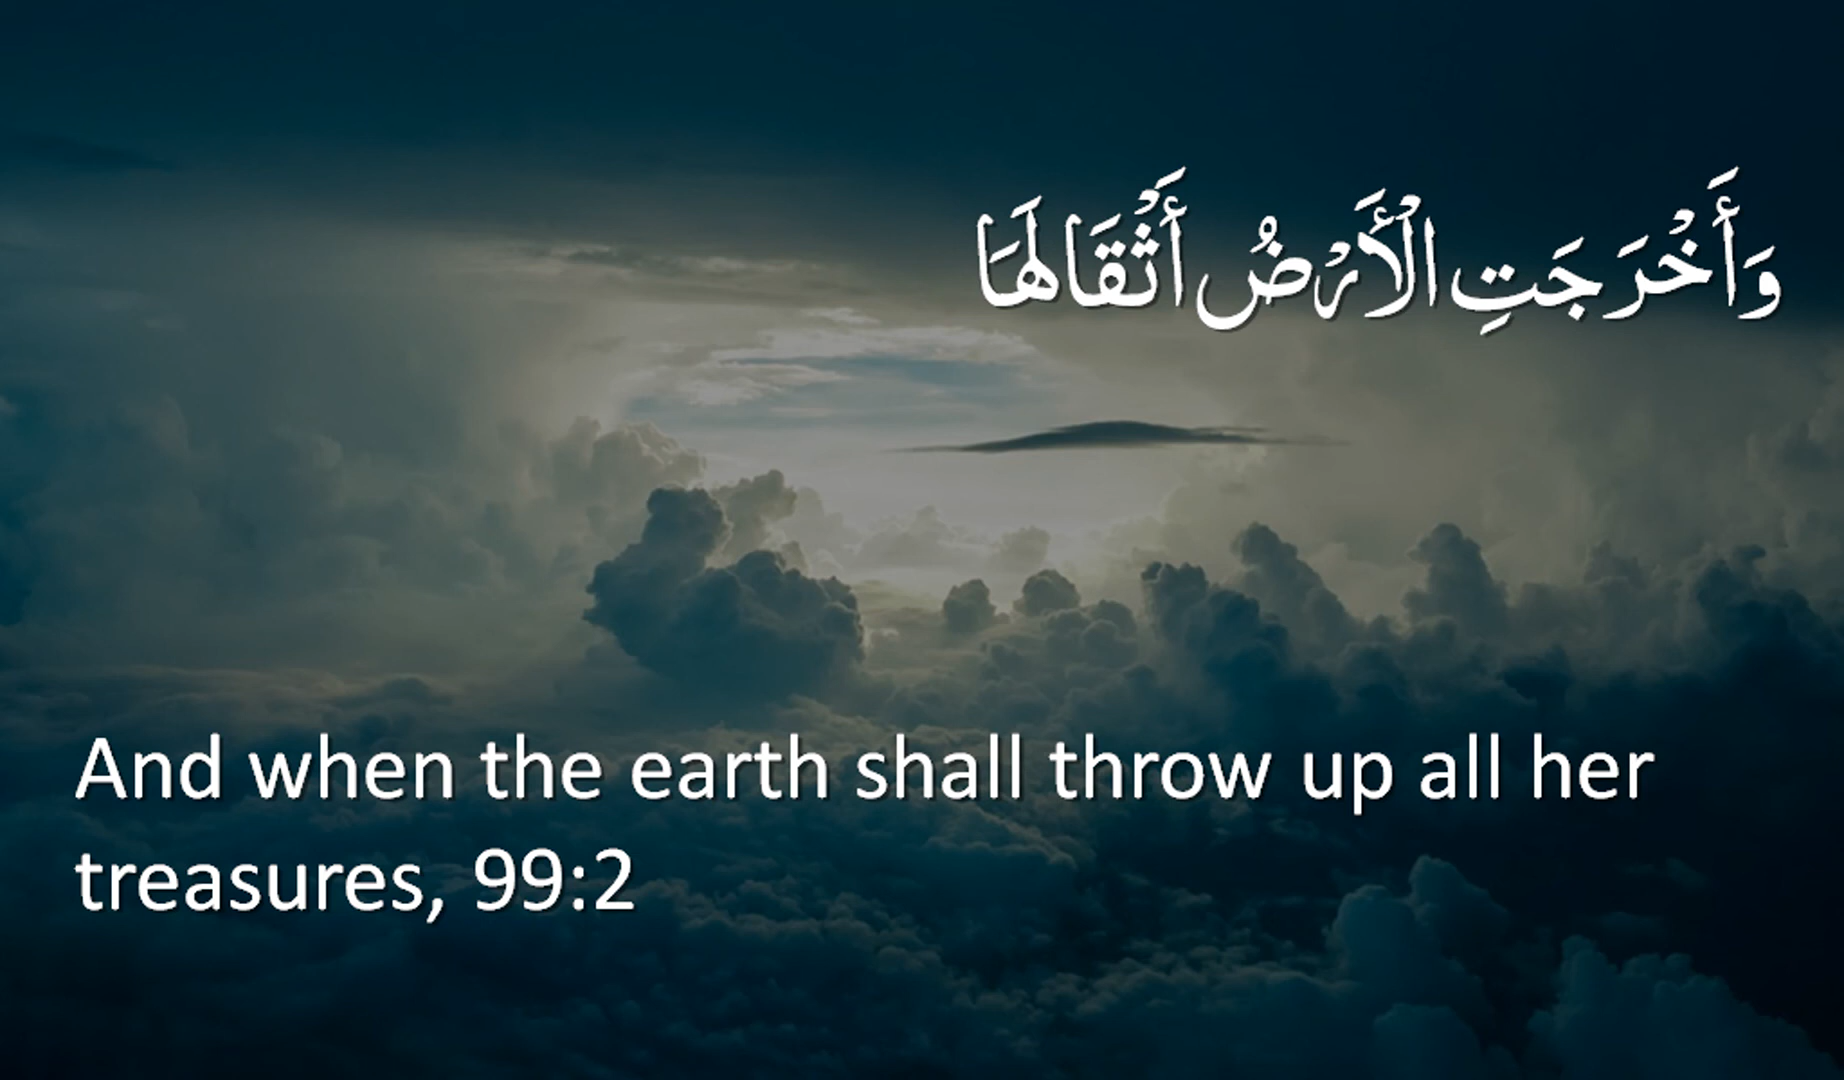 وَأَخْرَجَتِ الْأَرْضُ أَثْقَالَهَا
And when the earth shall throw up all her
treasures, 99:2